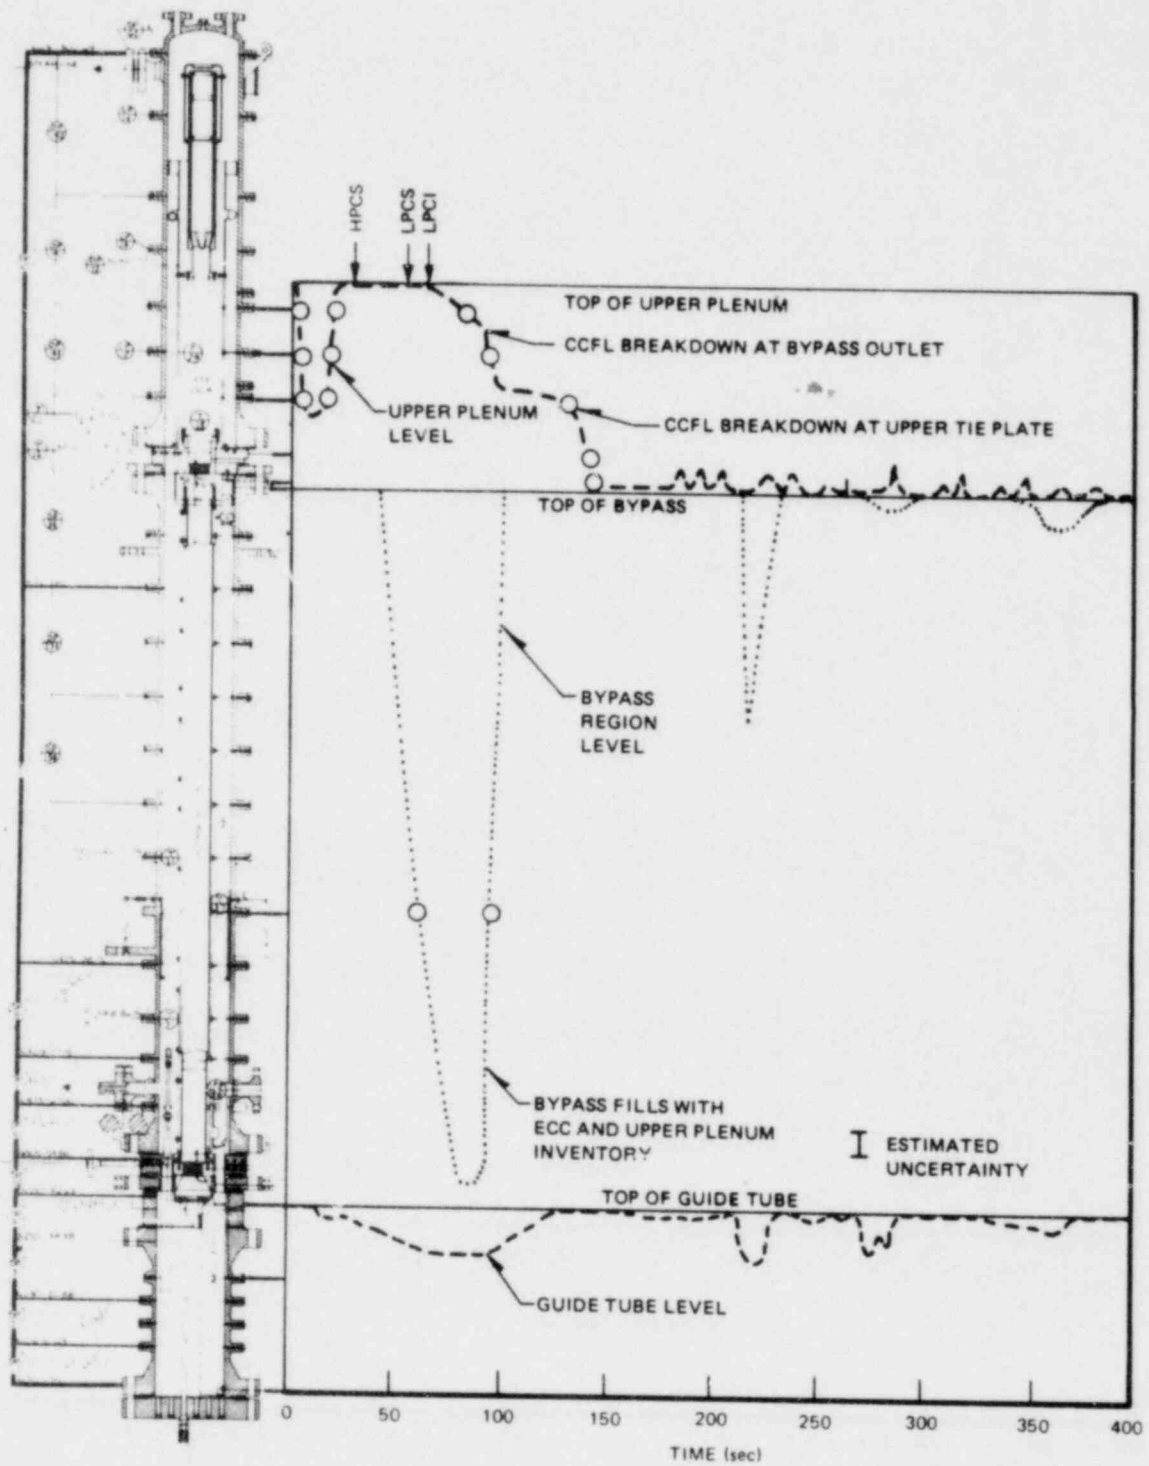 HPCS
LPCS
LPCI
TOP OF UPPER PLENUM
CCFL BREAKDOWN AT BYPASS OUTLET
UPPER PLENUM
LEVEL
CCFL BREAKDOWN AT UPPER TIE PLATE
TOP OF BYPASS
BYPASS
REGION
LEVEL
BYPASS FILLS WITH
ECC AND UPPER PLENUM
INVENTORY
ESTIMATED
UNCERTAINTY
TOP OF GUIDE TUBE
GUIDE TUBE LEVEL
0 50 100 150 200 250 300 350 400
TIME (sec)